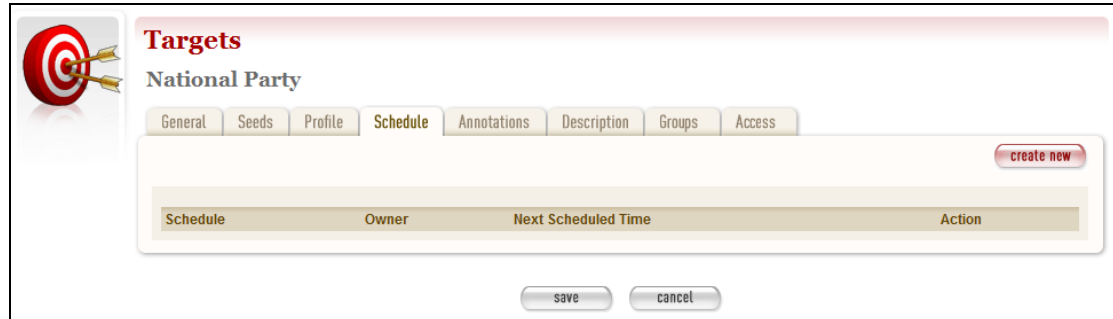 Targets
National Party
General Seeds Profile Schedule Annotations Description Groups Access
create new
Schedule Owner Next Scheduled Time Action
save cancel